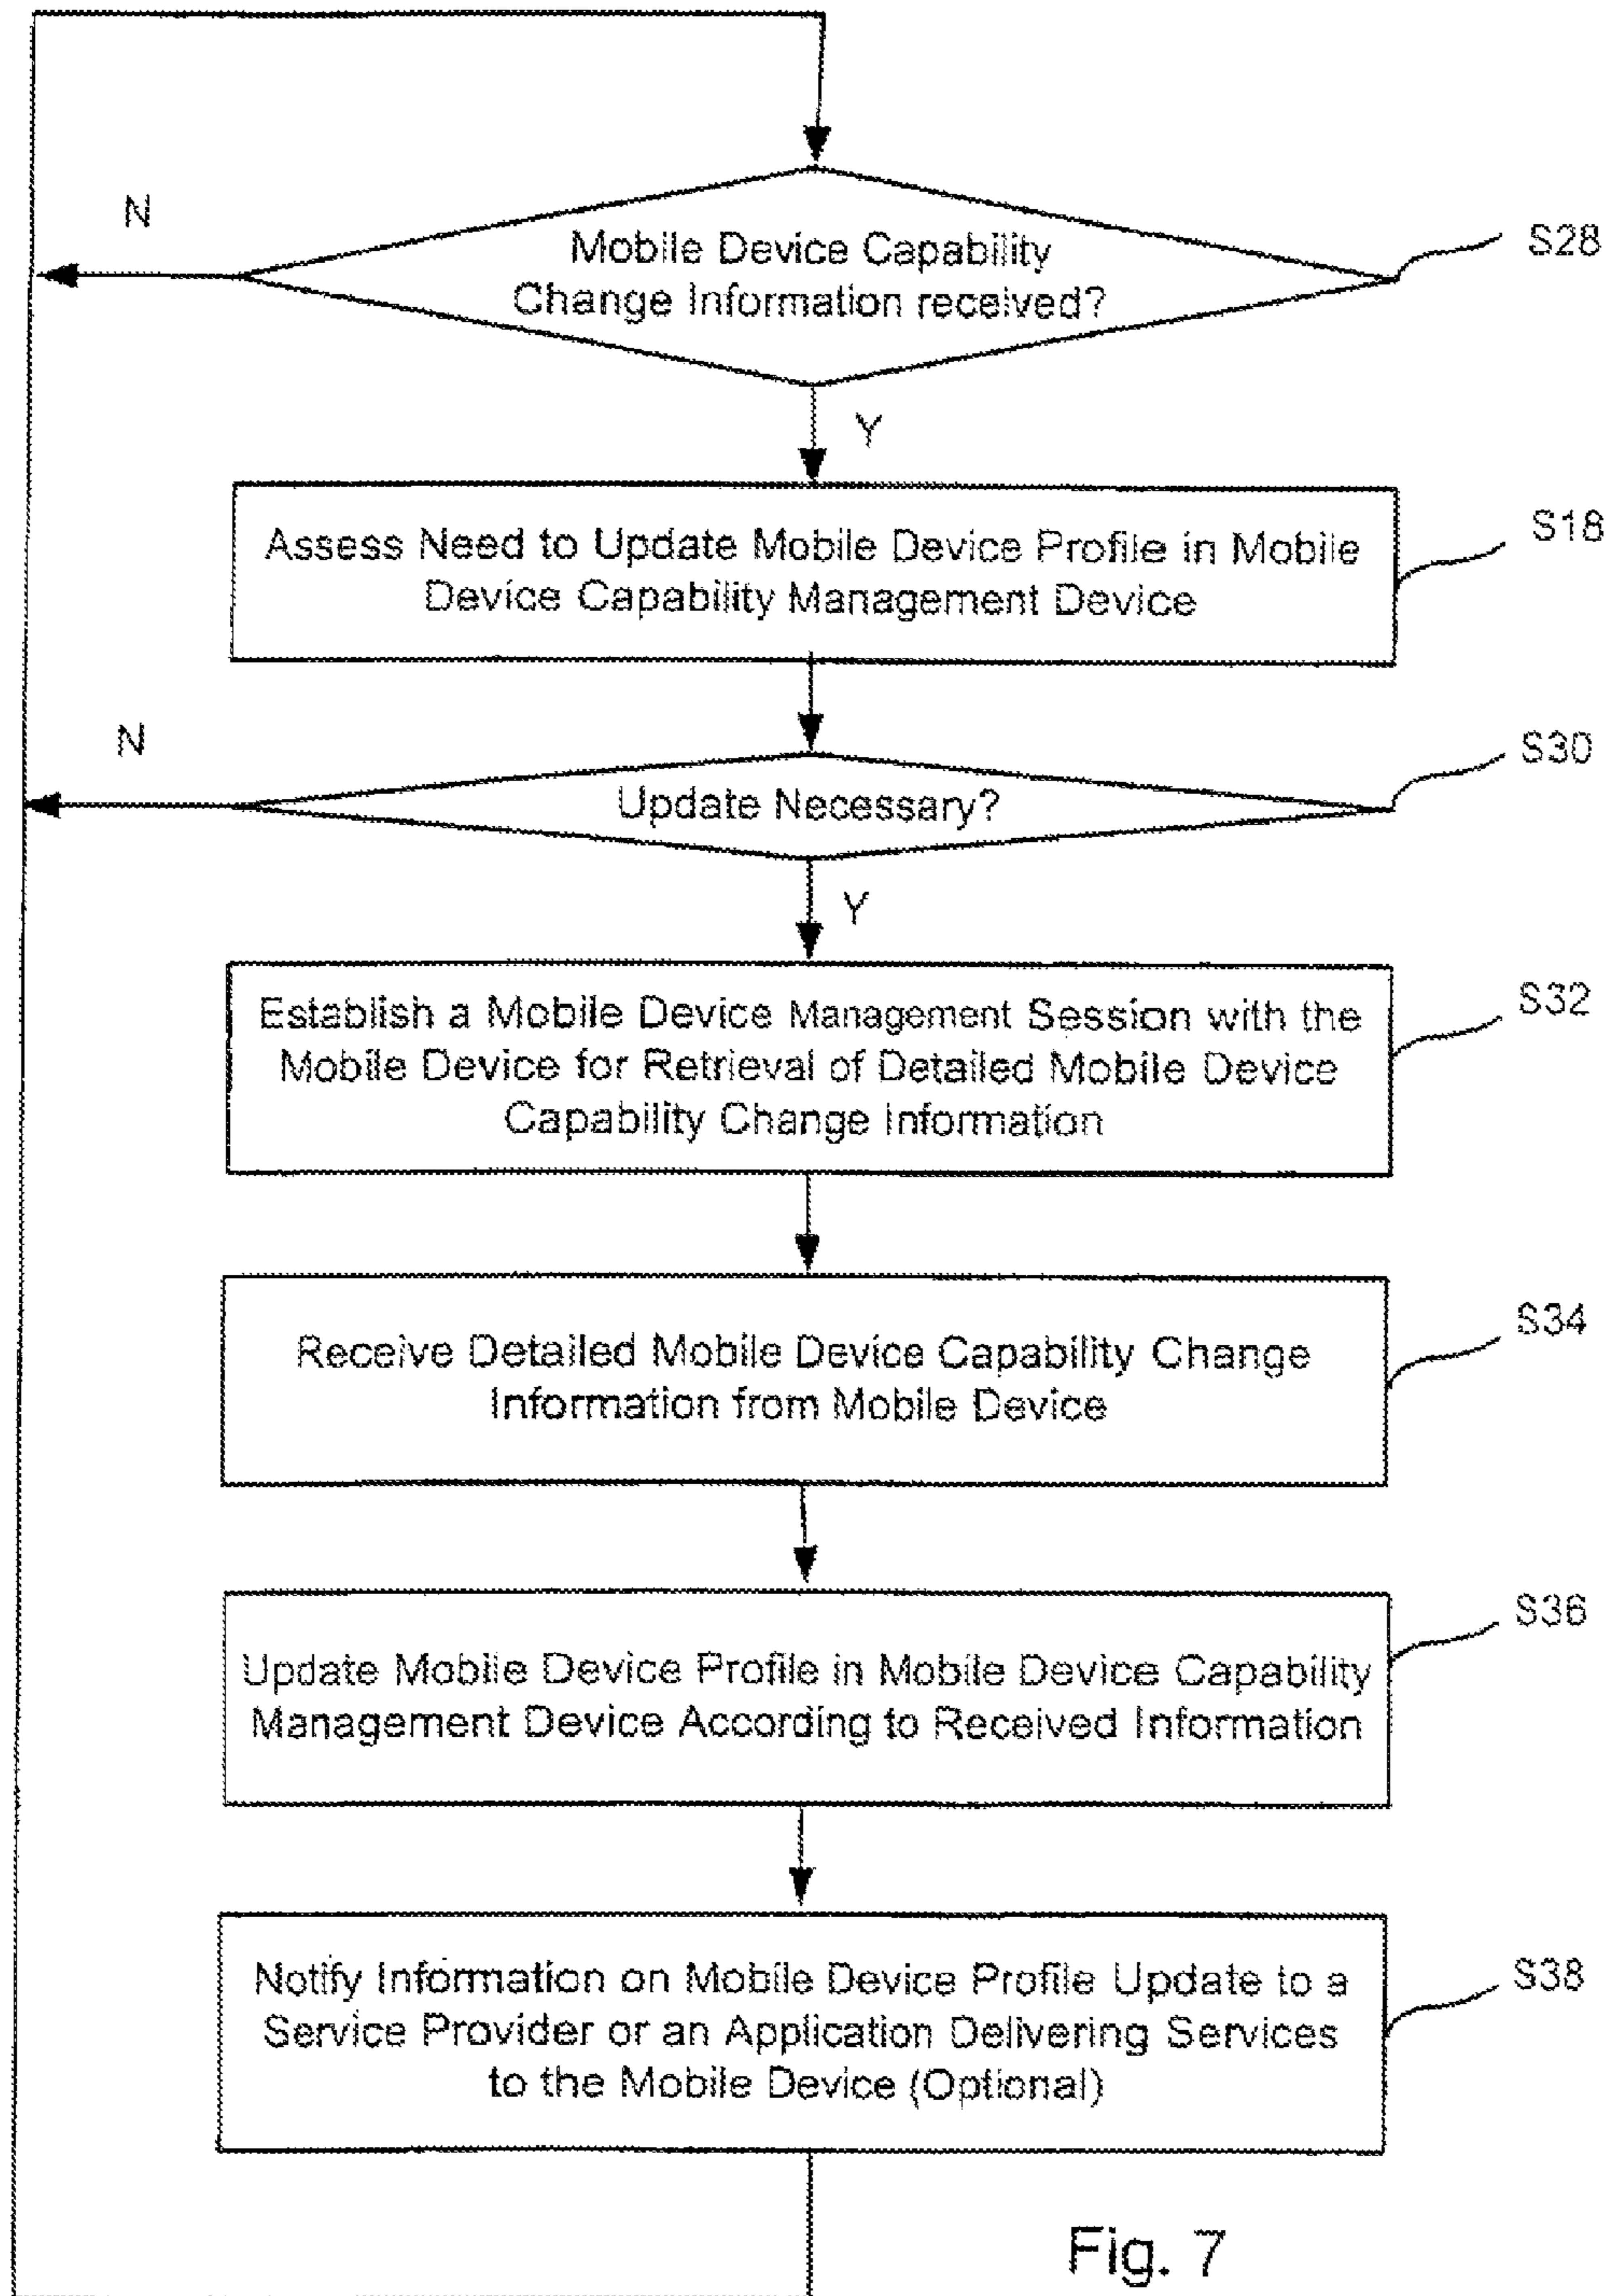 N
Mobile Device Capability
Change Information received?
S28
Y
Assess Need to Update Mobile Device Profile in Mobile
Device Capability Management Device
S18
N
Update Necessary?
S30
Y
Establish a Mobile Device Management Session with the
Mobile Device for Retrieval of Detailed Mobile Device
Capability Change Information
S32
Receive Detailed Mobile Device Capability Change
Information from Mobile Device
S34
Update Mobile Device Profile in Mobile Device Capability
Management Device According to Received Information
S36
Notify Information on Mobile Device Profile Update to a
Service Provider or an Application Delivering Services
to the Mobile Device (Optional)
S38
Fig. 7